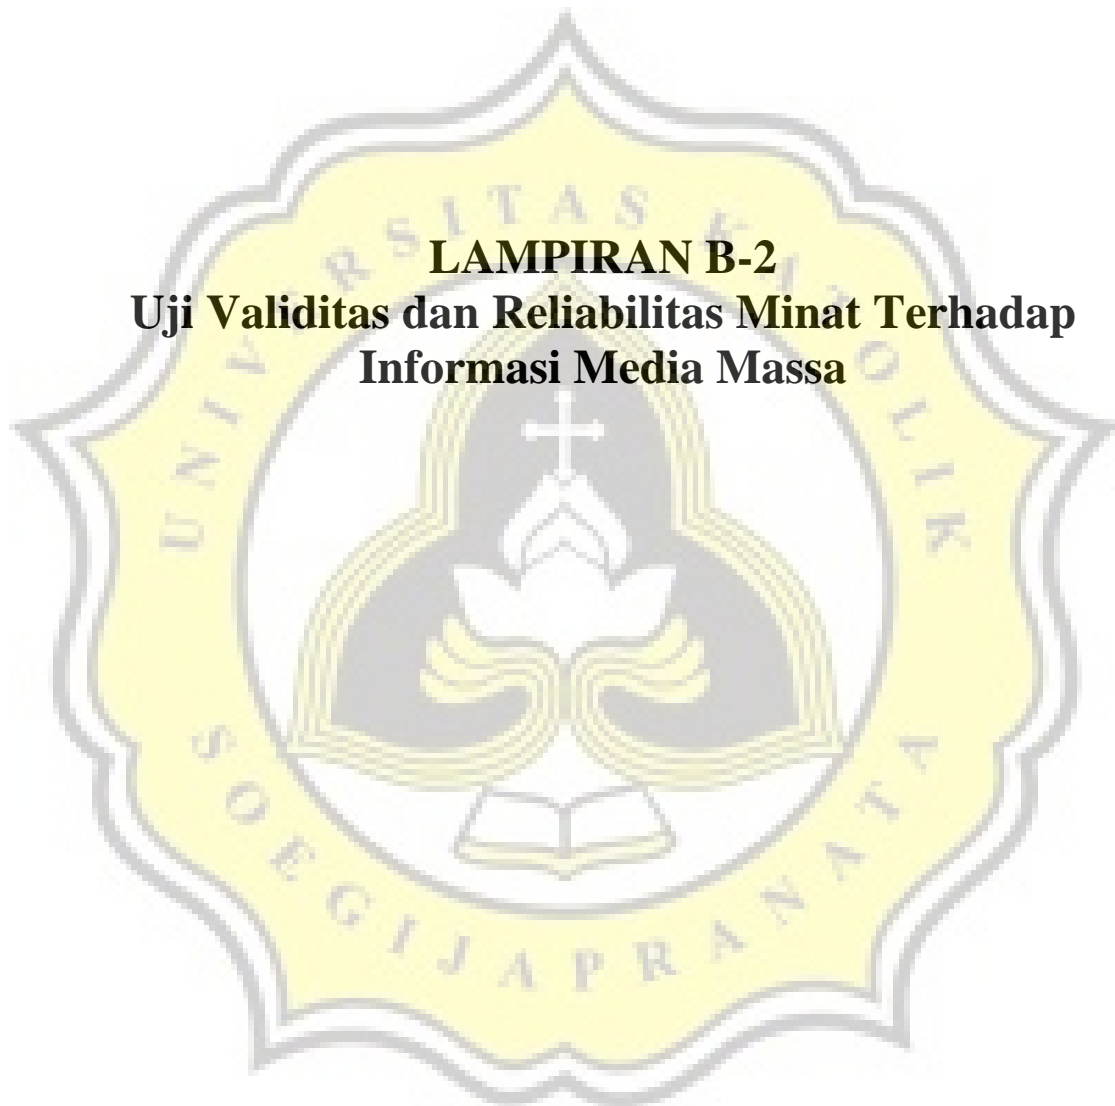 LAMPIRAN B-2
Uji Validitas dan Reliabilitas Minat Terhadap
Informasi Media Massa
UNIVERSITAS KATOLIK
SOEGIJAPRANATA